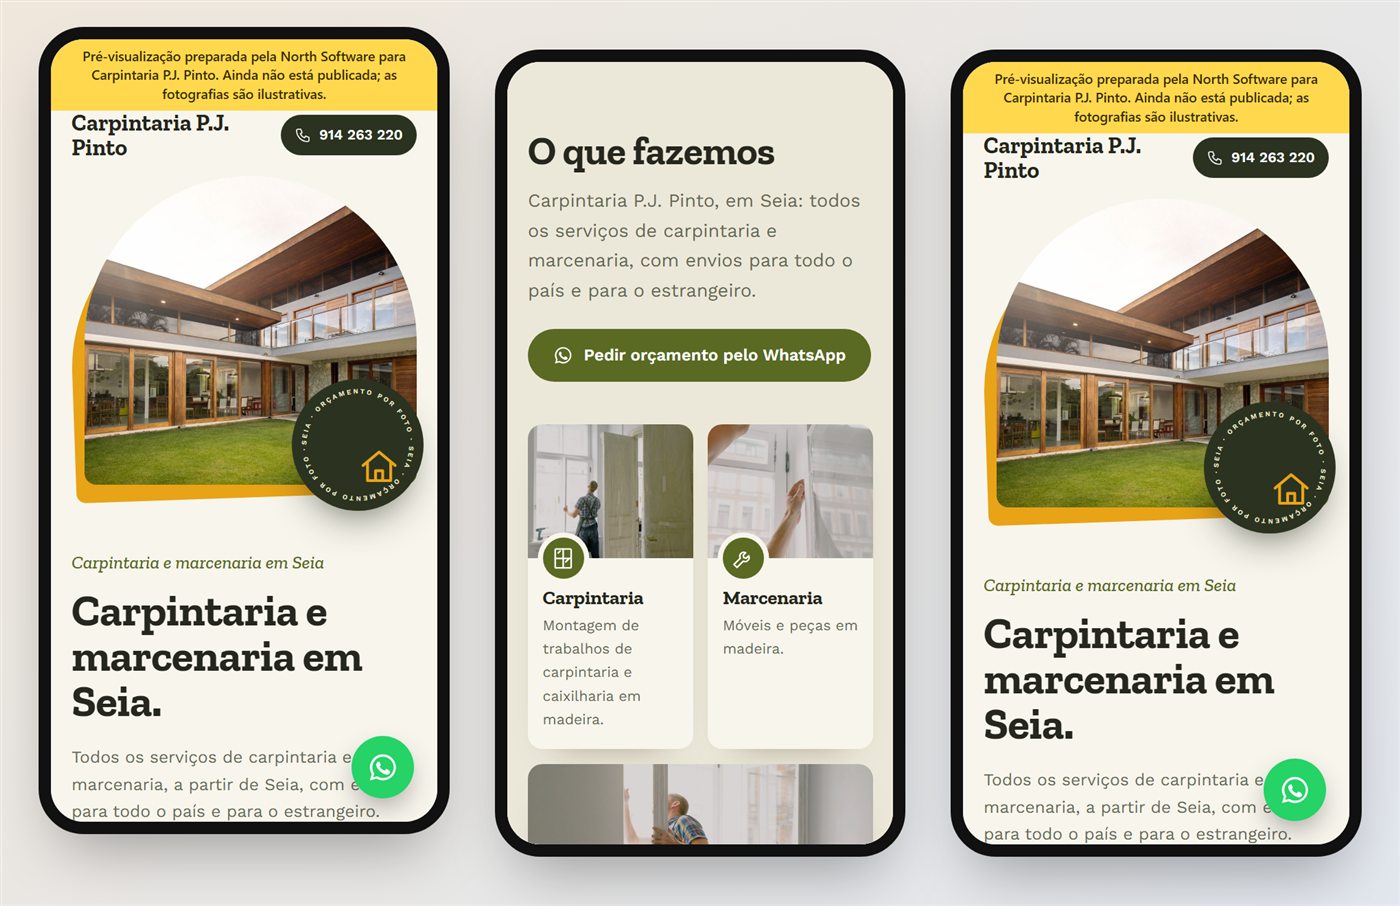 Pré-visualização preparada pela North Software para
Carpintaria P.J. Pinto. Ainda não está publicada; as
fotografias são ilustrativas.
Carpintaria P.J.
Pinto
914 263 220
SEIA · ORÇAMENTO POR FOTO · SEIA · ORÇAMENTO POR FOTO ·
Carpintaria e marcenaria em Seia
Carpintaria e
marcenaria em
Seia.
Todos os serviços de carpintaria e
marcenaria, a partir de Seia, com e
para todo o país e para o estrangeiro.
O que fazemos
Carpintaria P.J. Pinto, em Seia: todos
os serviços de carpintaria e
marcenaria, com envios para todo o
país e para o estrangeiro.
Pedir orçamento pelo WhatsApp
Carpintaria
Montagem de
trabalhos de
carpintaria e
caixilharia em
madeira.
Marcenaria
Móveis e peças em
madeira.
Pré-visualização preparada pela North Software para
Carpintaria P.J. Pinto. Ainda não está publicada; as
fotografias são ilustrativas.
Carpintaria P.J.
Pinto
914 263 220
SEIA · ORÇAMENTO POR FOTO · SEIA · ORÇAMENTO POR FOTO ·
Carpintaria e marcenaria em Seia
Carpintaria e
marcenaria em
Seia.
Todos os serviços de carpintaria e
marcenaria, a partir de Seia, com e
para todo o país e para o estrangeiro.